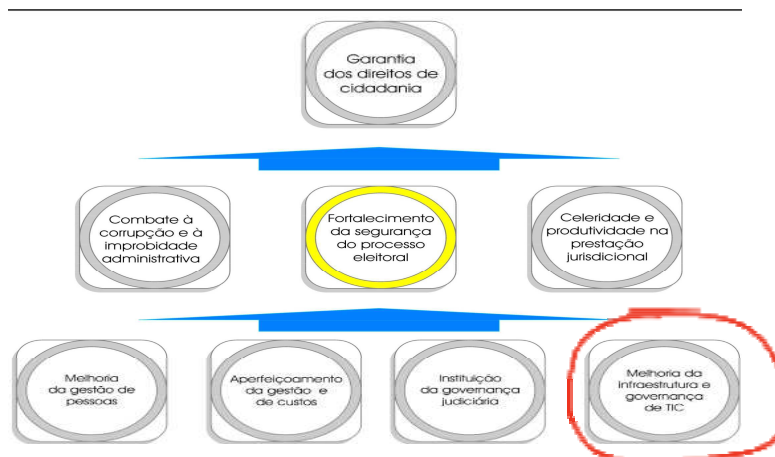 Garantia
dos direitos de
cidadania
Combate à
corrupção e à
improbidade
administrativa
Fortalecimento
da segurança
do processo
eleitoral
Celeridade e
produtividade na
prestação
jurisdicional
Melhoria
da gestão de
pessoas
Aperfeiçoamento
da gestão e
de custos
Instituição
da governança
judiciária
Melhoria da
infraestrutura e
governança
de TIC